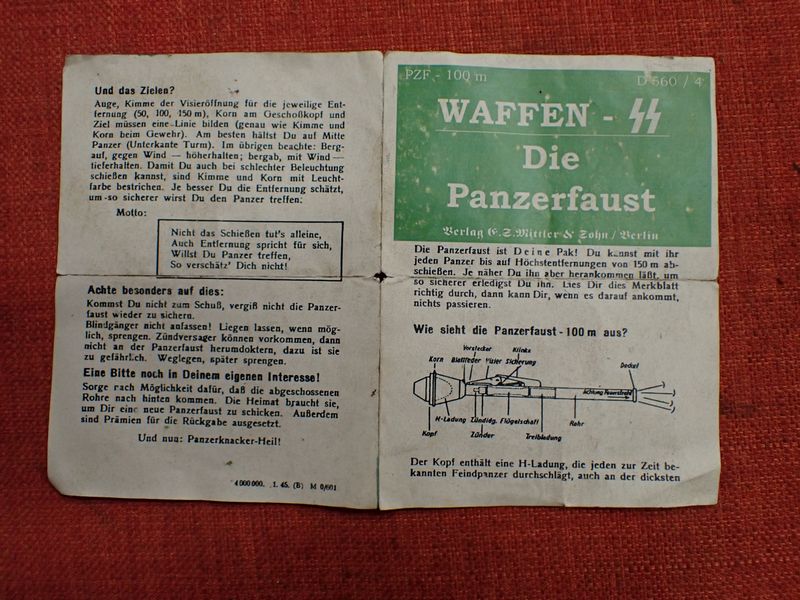 Und das Zielen?
Auge, Kimme der Visieröffnung für die jeweilige Ent-
fernung (50, 100, 150 m), Korn am Geschoßkopf und
Ziel müssen eine Linie bilden (genau wie Kimme und
Korn beim Gewehr). Am besten hältst Du auf Mitte
Panzer (Unterkante Turm). Im übrigen beachte: Berg-
auf, gegen Wind — höherhalten; bergab, mit Wind —
tieferhalten. Damit Du auch bei schlechter Beleuchtung
schießen kannst, sind Kimme und Korn mit Leucht-
farbe bestrichen. Je besser Du die Entfernung schätzt,
um so sicherer wirst Du den Panzer treffen.
Motto:
Nicht das Schießen tut's alleine,
Auch Entfernung spricht für sich,
Willst Du Panzer treffen,
So verschätz' Dich nicht!
Achte besonders auf dies:
Kommst Du nicht zum Schuß, vergiß nicht die Panzer-
faust wieder zu sichern.
Blindgänger nicht anfassen! Liegen lassen, wenn mög-
lich, sprengen. Zündversager können vorkommen, dann
nicht an der Panzerfaust herumdoktern, dazu ist sie
zu gefährlich. Weglegen, später sprengen.
Eine Bitte noch in Deinem eigenen Interesse!
Sorge nach Möglichkeit dafür, daß die abgeschossenen
Rohre nach hinten kommen. Die Heimat braucht sie,
um Dir eine neue Panzerfaust zu schicken. Außerdem
sind Prämien für die Rückgabe ausgesetzt.
Und nun: Panzerknacker-Heil!
4 000 000. 1. 45. (B) M 0/601
PZF - 100 m
D 560 / 4
WAFFEN - SS
Die
Panzerfaust
Verlag E.S.Mittler & Sohn / Berlin
Die Panzerfaust ist Deine Pak! Du kannst mit ihr
jeden Panzer bis auf Höchstentfernungen von 150 m ab-
schießen. Je näher Du ihn aber herankommen läßt, um
so sicherer erledigst Du ihn. Lies Dir dies Merkblatt
richtig durch, dann kann Dir, wenn es darauf ankommt,
nichts passieren.
Wie sieht die Panzerfaust - 100 m aus?
Vorstecker
Klinke
Korn
Blattfeder
Visier
Sicherung
Deckel
Achtung Feuerstrahl
H-Ladung
Zündldg.
Flügelschaft
Rohr
Kopf
Zünder
Treibladung
Der Kopf enthält eine H-Ladung, die jeden zur Zeit be-
kannten Feindpanzer durchschlägt, auch an der dicksten